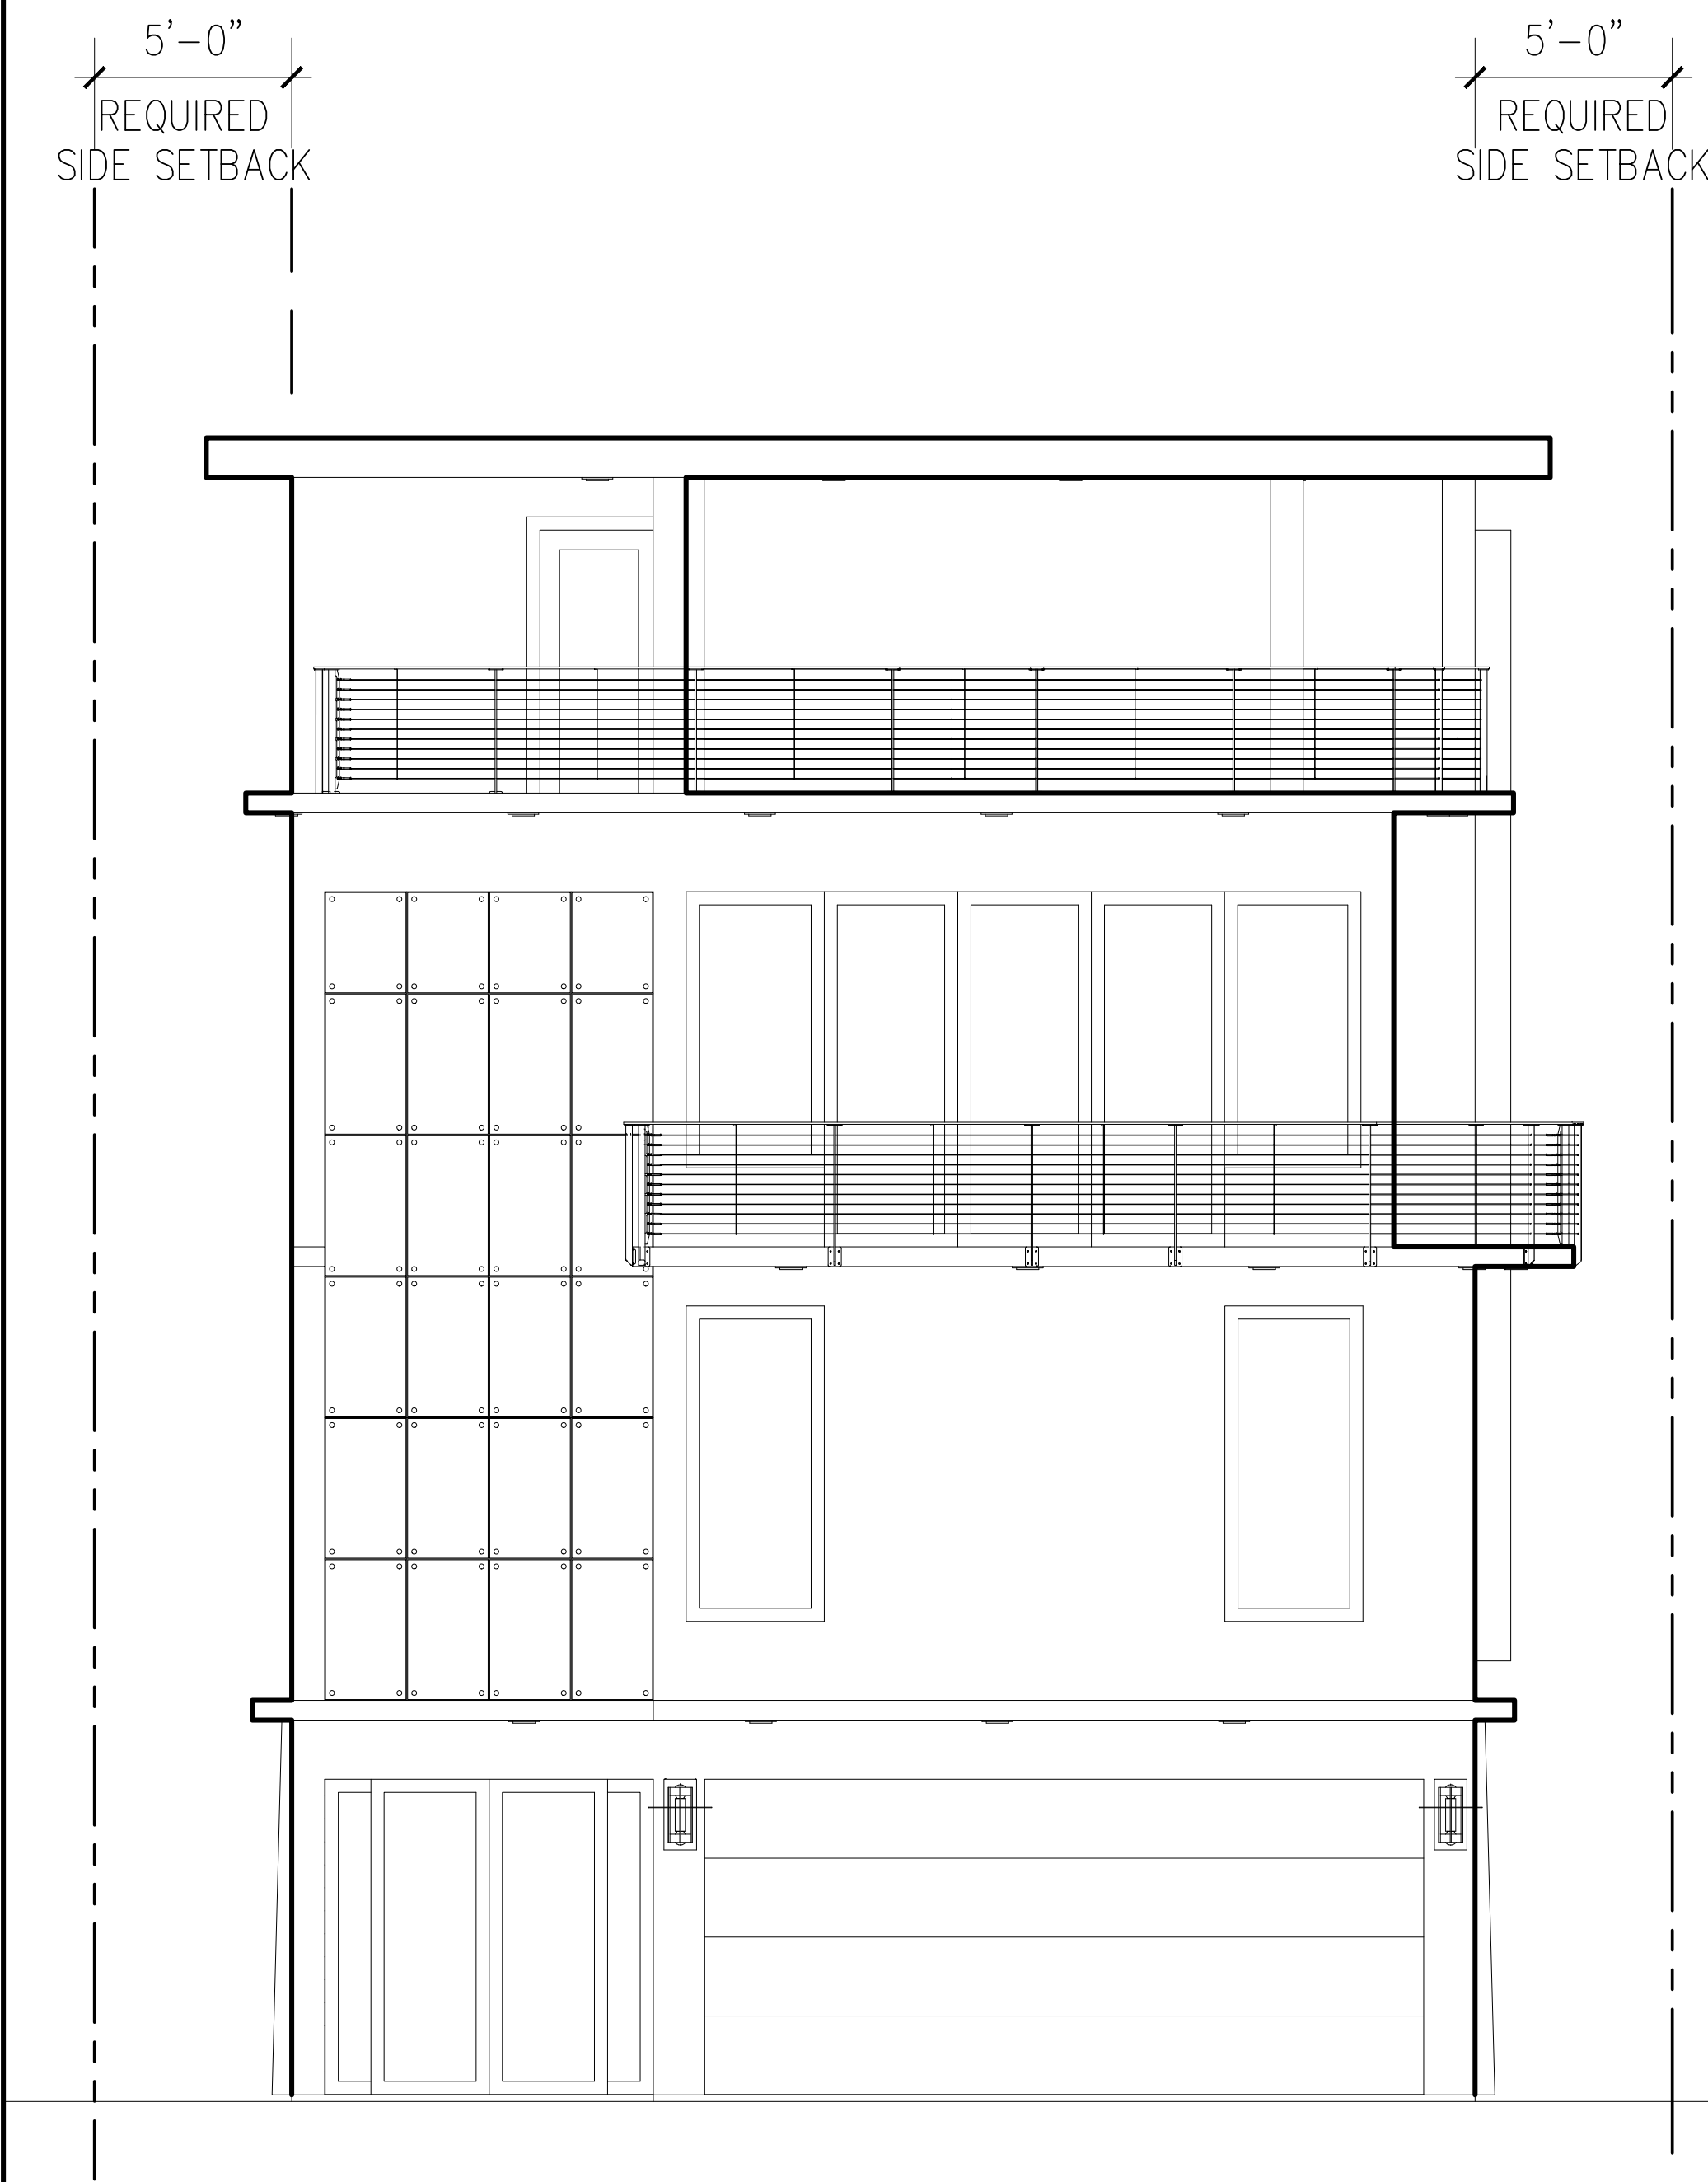 5'-0"
REQUIRED
SIDE SETBACK
5'-0"
REQUIRED
SIDE SETBACK